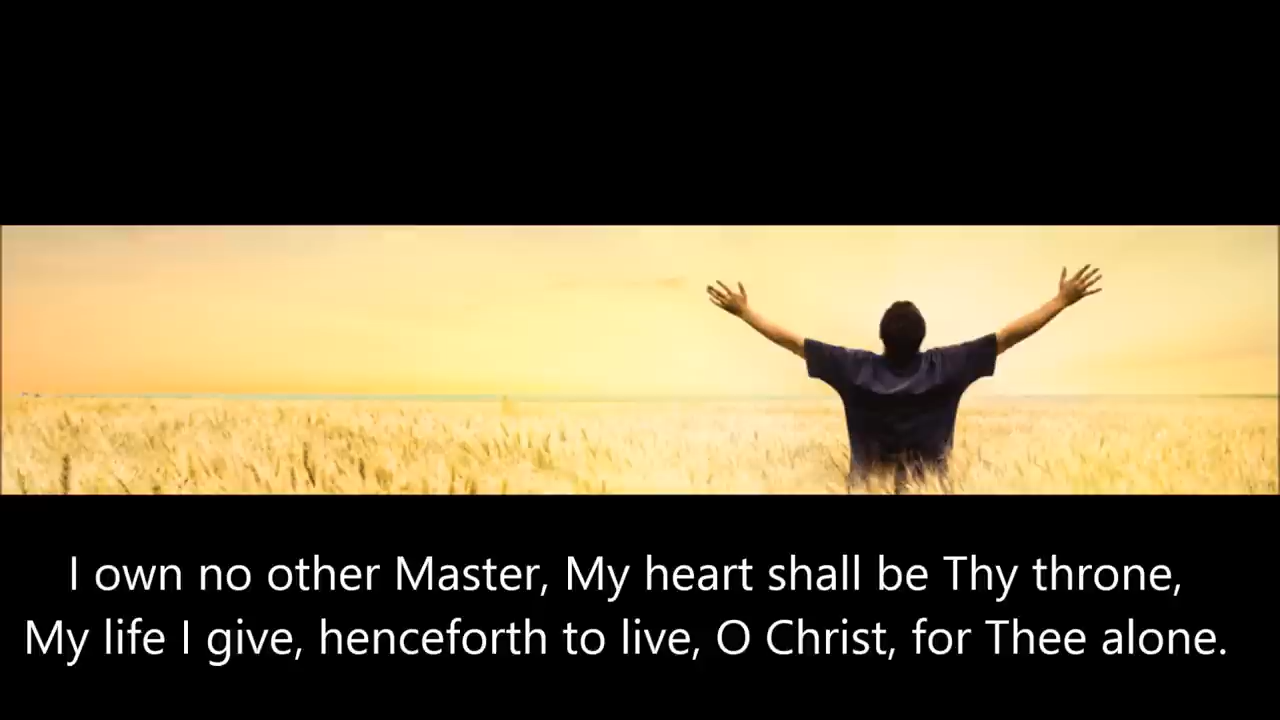 I own no other Master, My heart shall be Thy throne,
My life I give, henceforth to live, O Christ, for Thee alone.